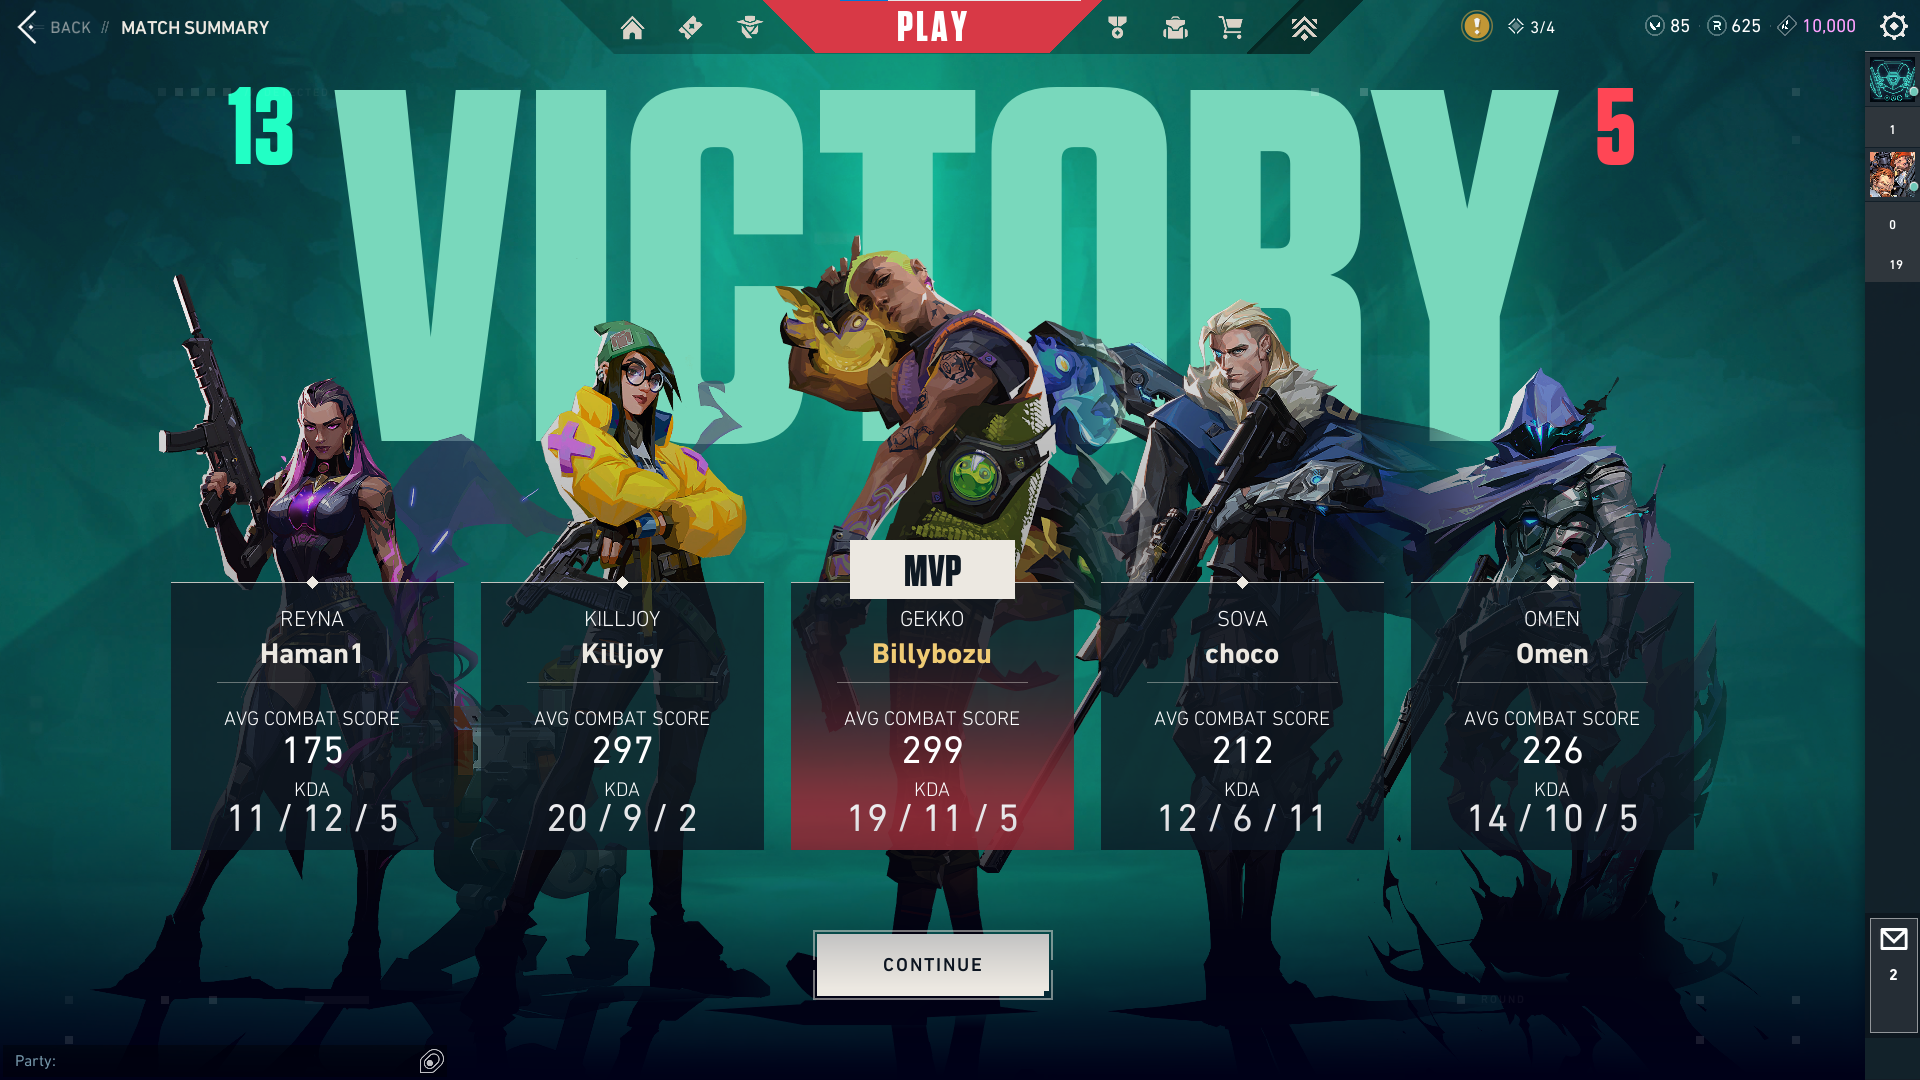 BACK // MATCH SUMMARY
PLAY
3/4
85
625
10,000
13
VICTORY
5
1
0
19
MVP
REYNA
Haman1
AVG COMBAT SCORE
175
KDA
11 / 12 / 5
KILLJOY
Killjoy
AVG COMBAT SCORE
297
KDA
20 / 9 / 2
GEKKO
Billybozu
AVG COMBAT SCORE
299
KDA
19 / 11 / 5
SOVA
choco
AVG COMBAT SCORE
212
KDA
12 / 6 / 11
OMEN
Omen
AVG COMBAT SCORE
226
KDA
14 / 10 / 5
CONTINUE
2
ROUND
Party: